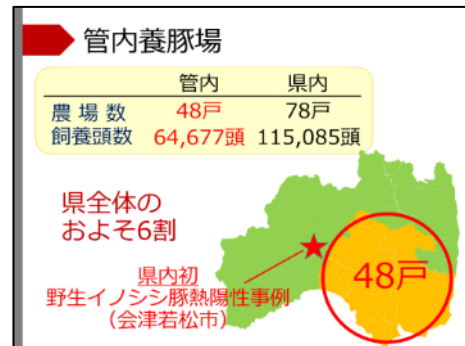 管内養豚場
管内 県内
農場数 48戸 78戸
飼養頭数 64,677頭 115,085頭
県全体の
およそ6割
県内初
野生イノシシ豚熱陽性事例
(会津若松市)
48戸